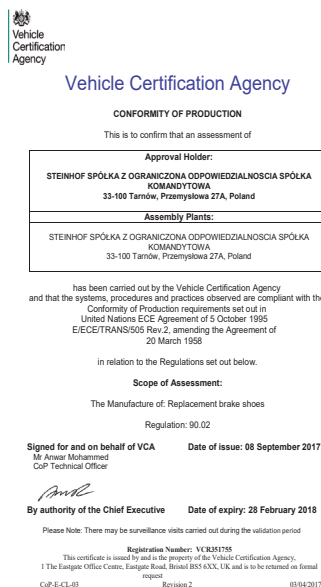 Vehicle
Certification
Agency
Vehicle Certification Agency
CONFORMITY OF PRODUCTION
This is to confirm that an assessment of
Approval Holder:
STEINHOF SPÓŁKA Z OGRANICZONA ODPOWIEDZIALNOSCIA SPÓŁKA
KOMANDYTOWA
33-100 Tarnów, Przemysłowa 27A, Poland
Assembly Plants:
STEINHOF SPÓŁKA Z OGRANICZONA ODPOWIEDZIALNOSCIA SPÓŁKA
KOMANDYTOWA
33-100 Tarnów, Przemysłowa 27A, Poland
has been carried out by the Vehicle Certification Agency
and that the systems, procedures and practices observed are compliant with the
Conformity of Production requirements set out in
United Nations ECE Agreement of 5 October 1995
E/ECE/TRANS/505 Rev.2, amending the Agreement of
20 March 1958
in relation to the Regulations set out below.
Scope of Assessment:
The Manufacture of: Replacement brake shoes
Regulation: 90.02
Signed for and on behalf of VCA Date of issue: 08 September 2017
Mr Anwar Mohammed
CoP Technical Officer
By authority of the Chief Executive Date of expiry: 28 February 2018
Please Note: There may be surveillance visits carried out during the validation period
Registration Number: VCR351755
This certificate is issued by and is the property of the Vehicle Certification Agency,
1 The Eastgate Office Centre, Eastgate Road, Bristol BS5 6XX, UK and is to be returned on formal
request
CoP-E-CL-03 Revision 2 03/04/2017